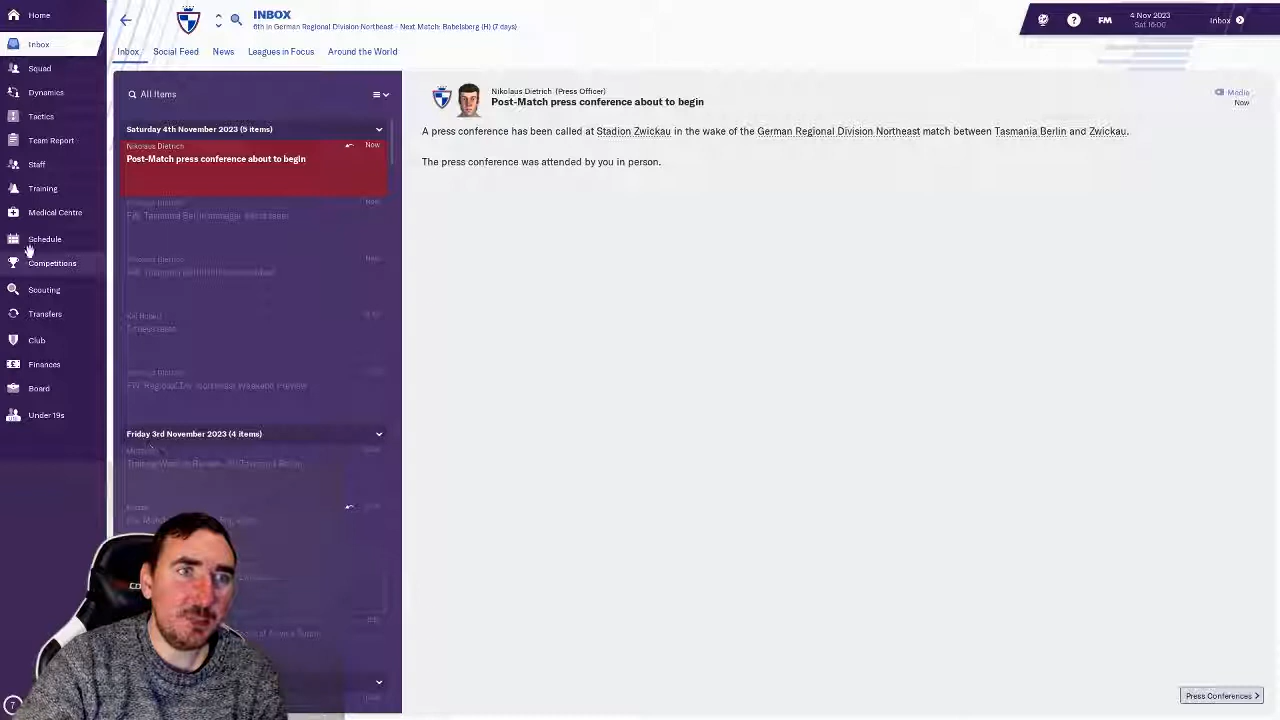 Home
INBOX
6th in German Regional Division Northeast - Next Match: Babelsberg (H) (7 days)
FM
4 Nov 2023
Sat 16:00
Inbox
Inbox
Inbox
Social Feed
News
Leagues in Focus
Around the World
Squad
Dynamics
Tactics
Team Report
Staff
Training
Medical Centre
Schedule
Competitions
Scouting
Transfers
Club
Finances
Board
Under 19s
7
All Items
Saturday 4th November 2023 (5 items)
Nikolaus Dietrich
Now
Post-Match press conference about to begin
Now
Now
Friday 3rd November 2023 (4 items)
Nikolaus Dietrich (Press Officer)
Post-Match press conference about to begin
Media
Now
A press conference has been called at Stadion Zwickau in the wake of the German Regional Division Northeast match between Tasmania Berlin and Zwickau.
The press conference was attended by you in person.
Press Conferences